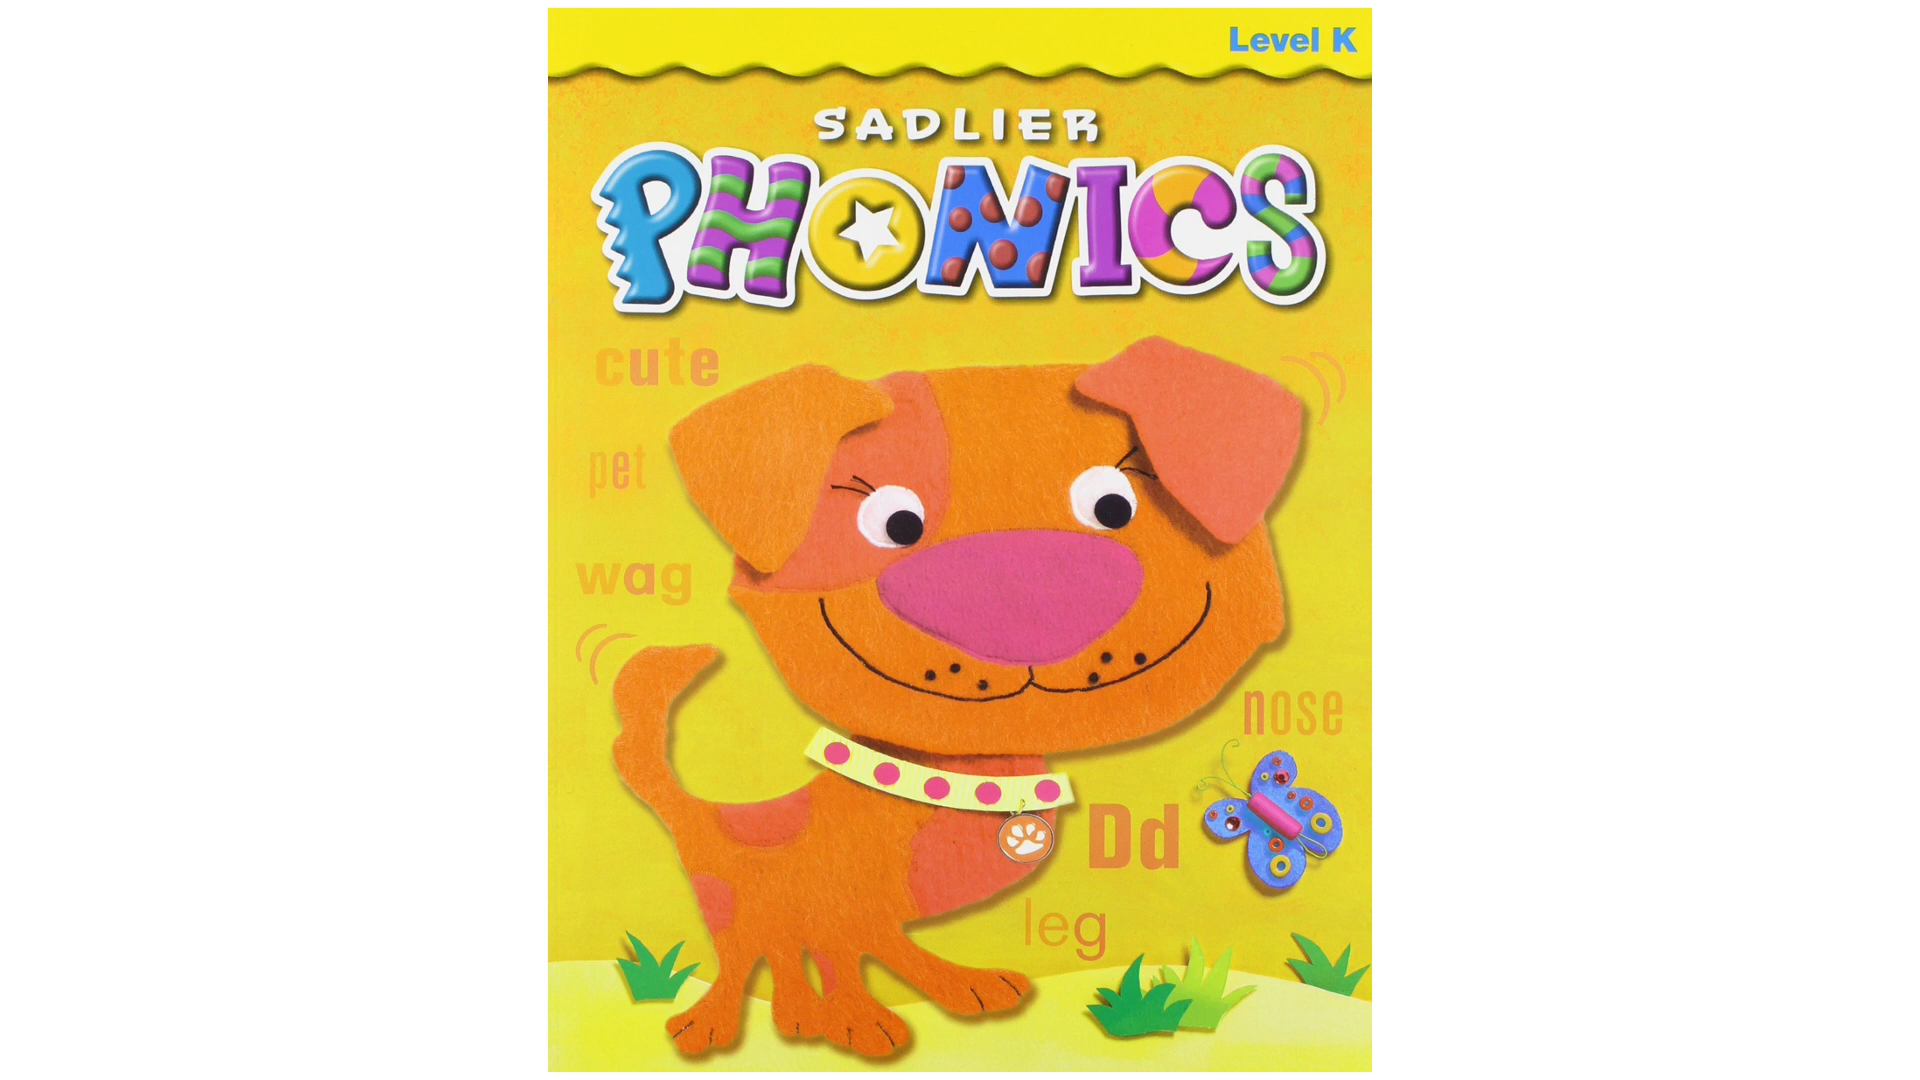 Level K
SADLIER
PHONICS
cute
pet
wag
nose
Dd
leg